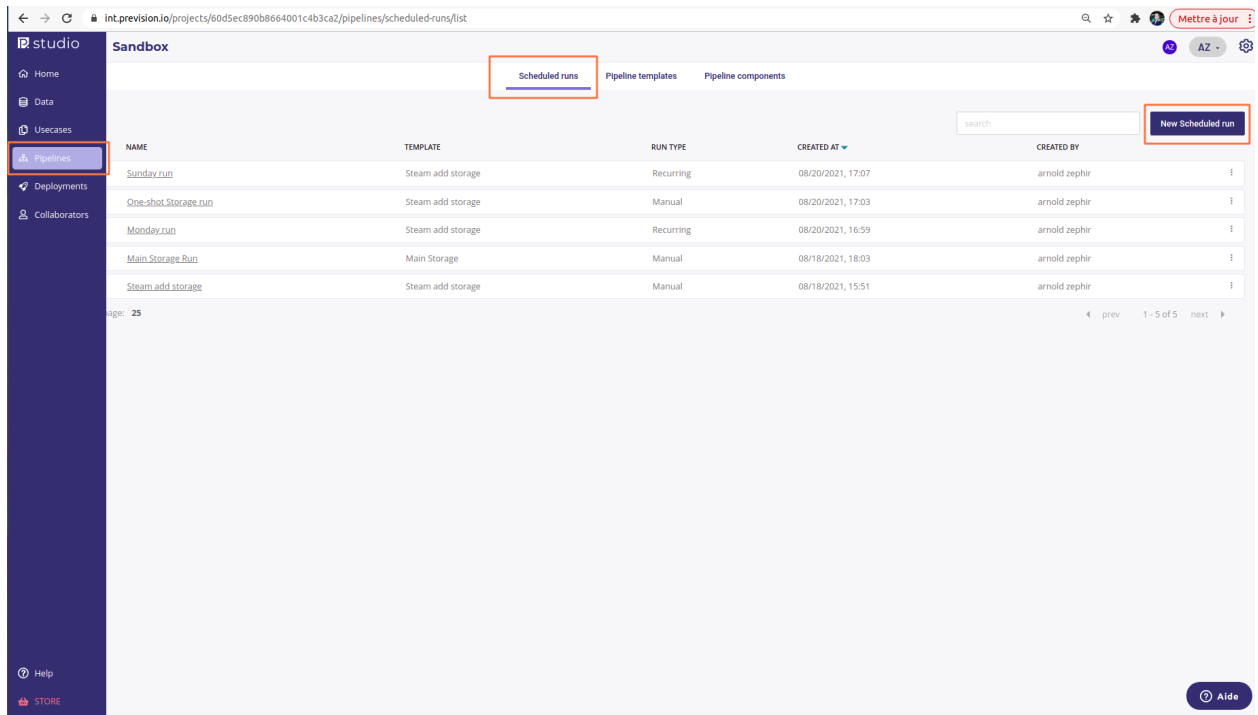 int.prevision.io/projects/60d5ec890b8664001c4b3ca2/pipelines/scheduled-runs/list
Mettre à jour
studio
Sandbox
AZ
AZ
Home
Scheduled runs
Pipeline templates
Pipeline components
Data
Usecases
search
New Scheduled run
Pipelines
NAME
TEMPLATE
RUN TYPE
CREATED AT
CREATED BY
Sunday run
Steam add storage
Recurring
08/20/2021, 17:07
arnold zephir
Deployments
One-shot Storage run
Steam add storage
Manual
08/20/2021, 17:03
arnold zephir
Collaborators
Monday run
Steam add storage
Recurring
08/20/2021, 16:59
arnold zephir
Main Storage Run
Main Storage
Manual
08/18/2021, 18:03
arnold zephir
Steam add storage
Steam add storage
Manual
08/18/2021, 15:51
arnold zephir
page: 25
prev
1 - 5 of 5
next
Help
STORE
Aide